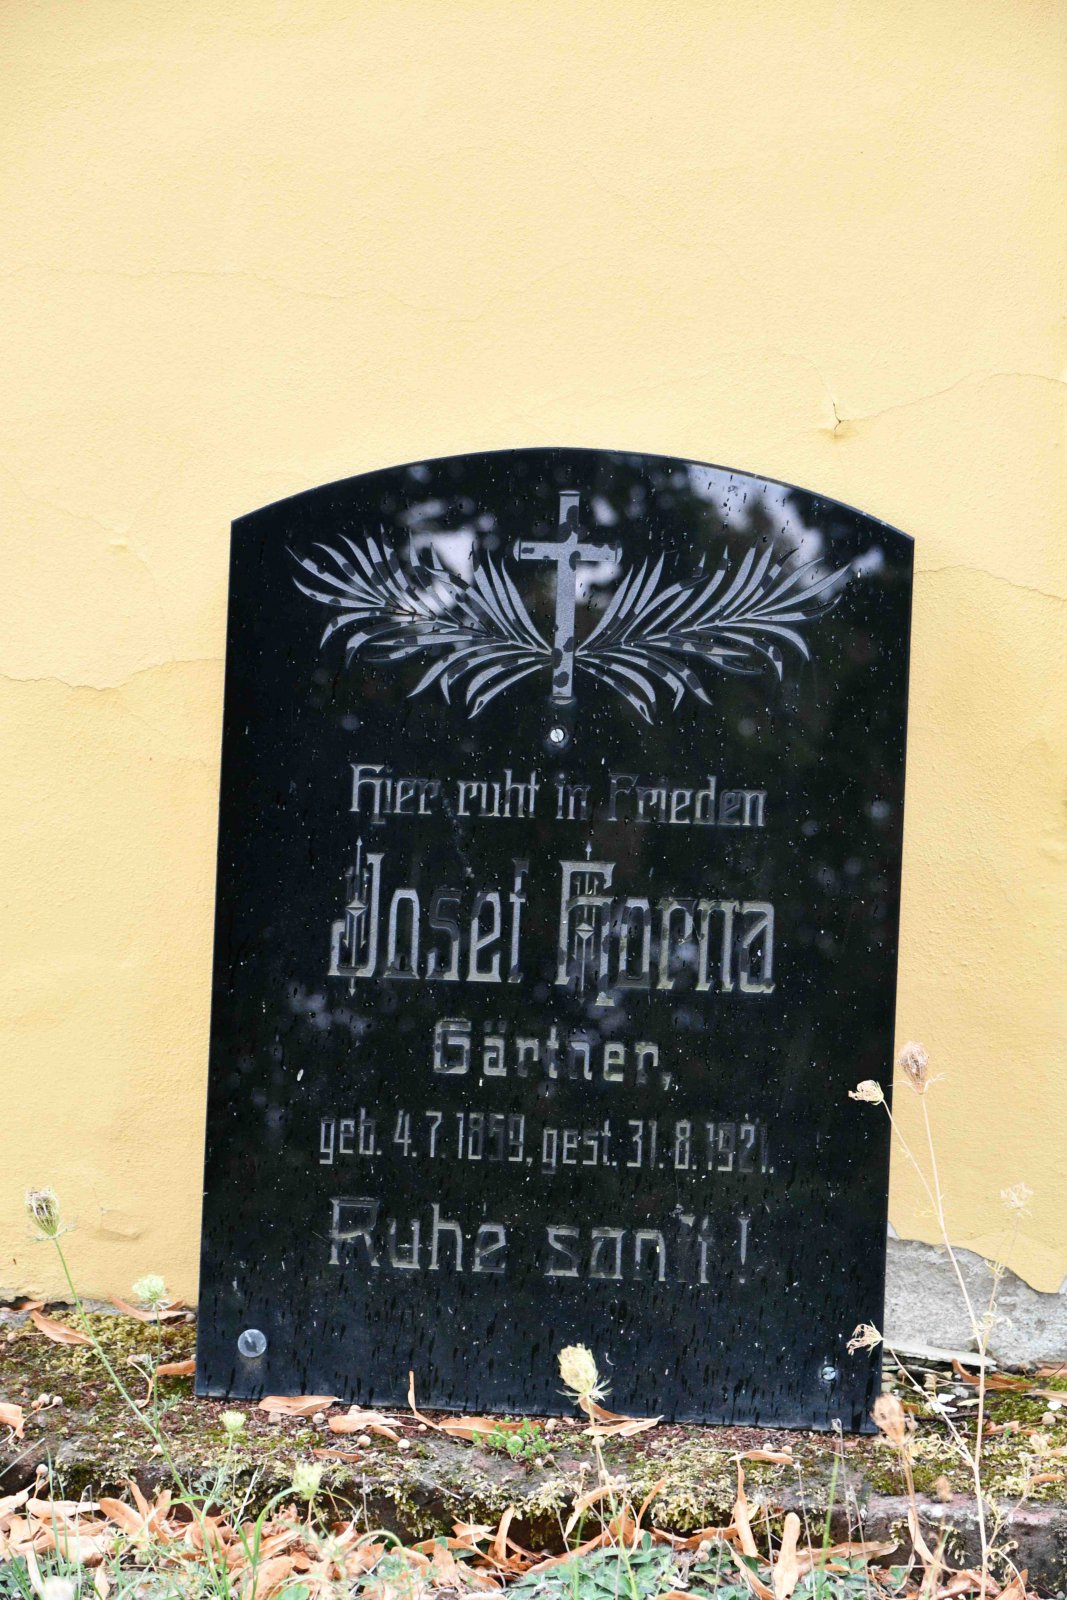 Hier ruht in Frieden
Josef Horna
Gärtner,
geb. 4.7.1859, gest. 31.8.1921.
Ruhe sanft!